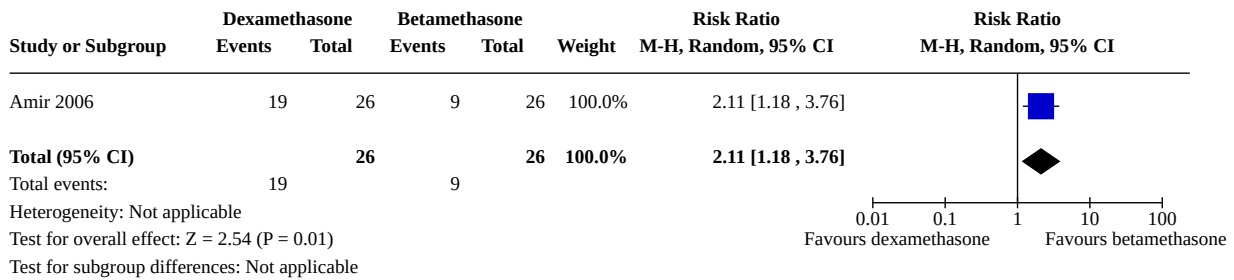 Dexamethasone Betamethasone Risk Ratio Risk Ratio
Study or Subgroup Events Total Events Total Weight M-H, Random, 95% CI M-H, Random, 95% CI
Amir 2006 19 26 9 26 100.0% 2.11 [1.18 , 3.76]
Total (95% CI) 26 26 100.0% 2.11 [1.18 , 3.76]
Total events: 19 9
Heterogeneity: Not applicable
0.01 0.1 1 10 100
Test for overall effect: Z = 2.54 (P = 0.01) Favours dexamethasone Favours betamethasone
Test for subgroup differences: Not applicable